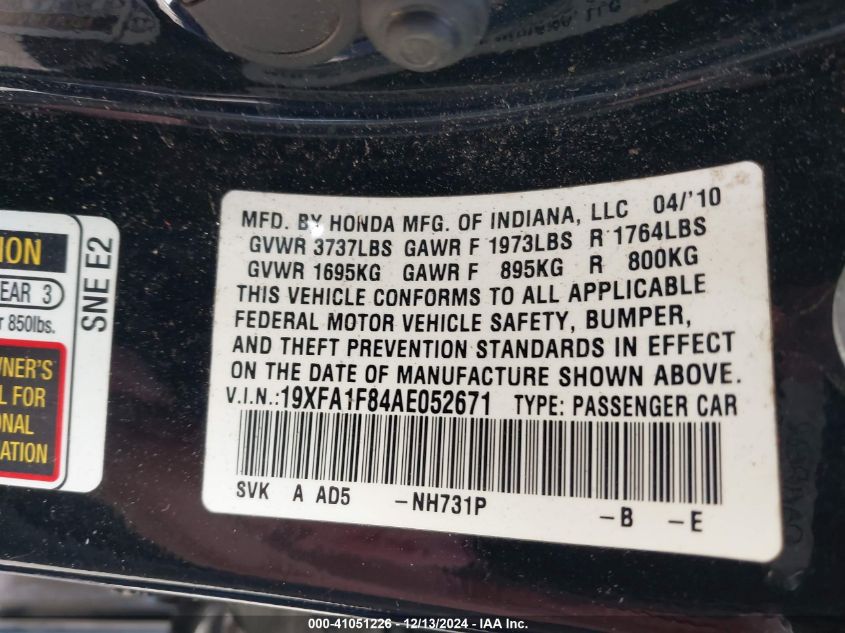 MFD. BY HONDA MFG. OF INDIANA, LLC 04/'10
GVWR 3737LBS GAWR F 1973LBS R 1764LBS
GVWR 1695KG GAWR F 895KG R 800KG
THIS VEHICLE CONFORMS TO ALL APPLICABLE
FEDERAL MOTOR VEHICLE SAFETY, BUMPER,
AND THEFT PREVENTION STANDARDS IN EFFECT
ON THE DATE OF MANUFACTURE SHOWN ABOVE.
V.I.N.:19XFA1F84AE052671 TYPE: PASSENGER CAR
SVK A AD5 -NH731P -B -E
ION
EAR 3
850lbs.
WNER'S
L FOR
ONAL
ATION
SNE E2
000-41051226 - 12/13/2024 - IAA Inc.